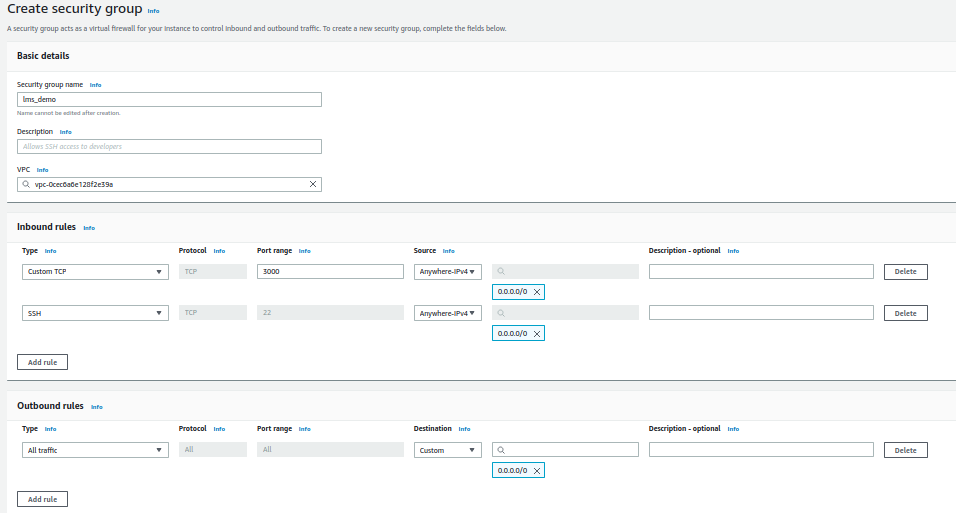 Create security group Info
A security group acts as a virtual firewall for your instance to control inbound and outbound traffic. To create a new security group, complete the fields below.
Basic details
Security group name Info
lms_demo
Name cannot be edited after creation.
Description Info
Allows SSH access to developers
VPC Info
vpc-0cec6a6e128f2e39a
Inbound rules Info
Type Info Protocol Info Port range Info Source Info Description - optional Info
Custom TCP TCP 3000 Anywhere-IPv4 Delete
0.0.0.0/0
SSH TCP 22 Anywhere-IPv4 Delete
0.0.0.0/0
Add rule
Outbound rules Info
Type Info Protocol Info Port range Info Destination Info Description - optional Info
All traffic All All Custom Delete
0.0.0.0/0
Add rule